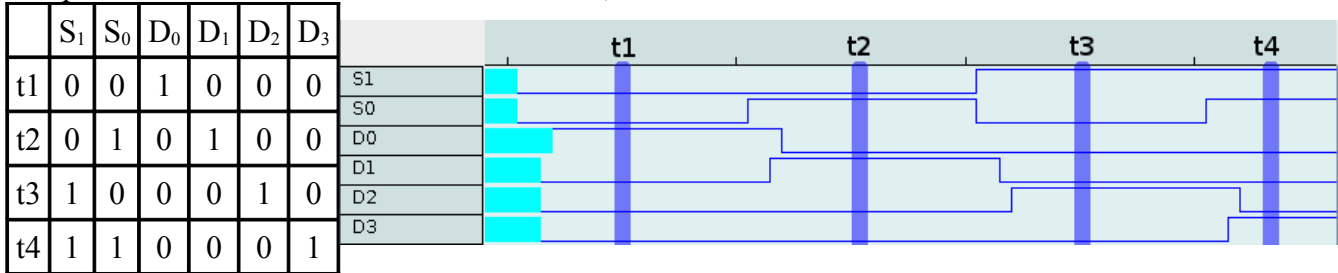 S₁ S₀ D₀ D₁ D₂ D₃
t1 0 0 1 0 0 0
t2 0 1 0 1 0 0
t3 1 0 0 0 1 0
t4 1 1 0 0 0 1
t1 t2 t3 t4
S1
S0
D0
D1
D2
D3